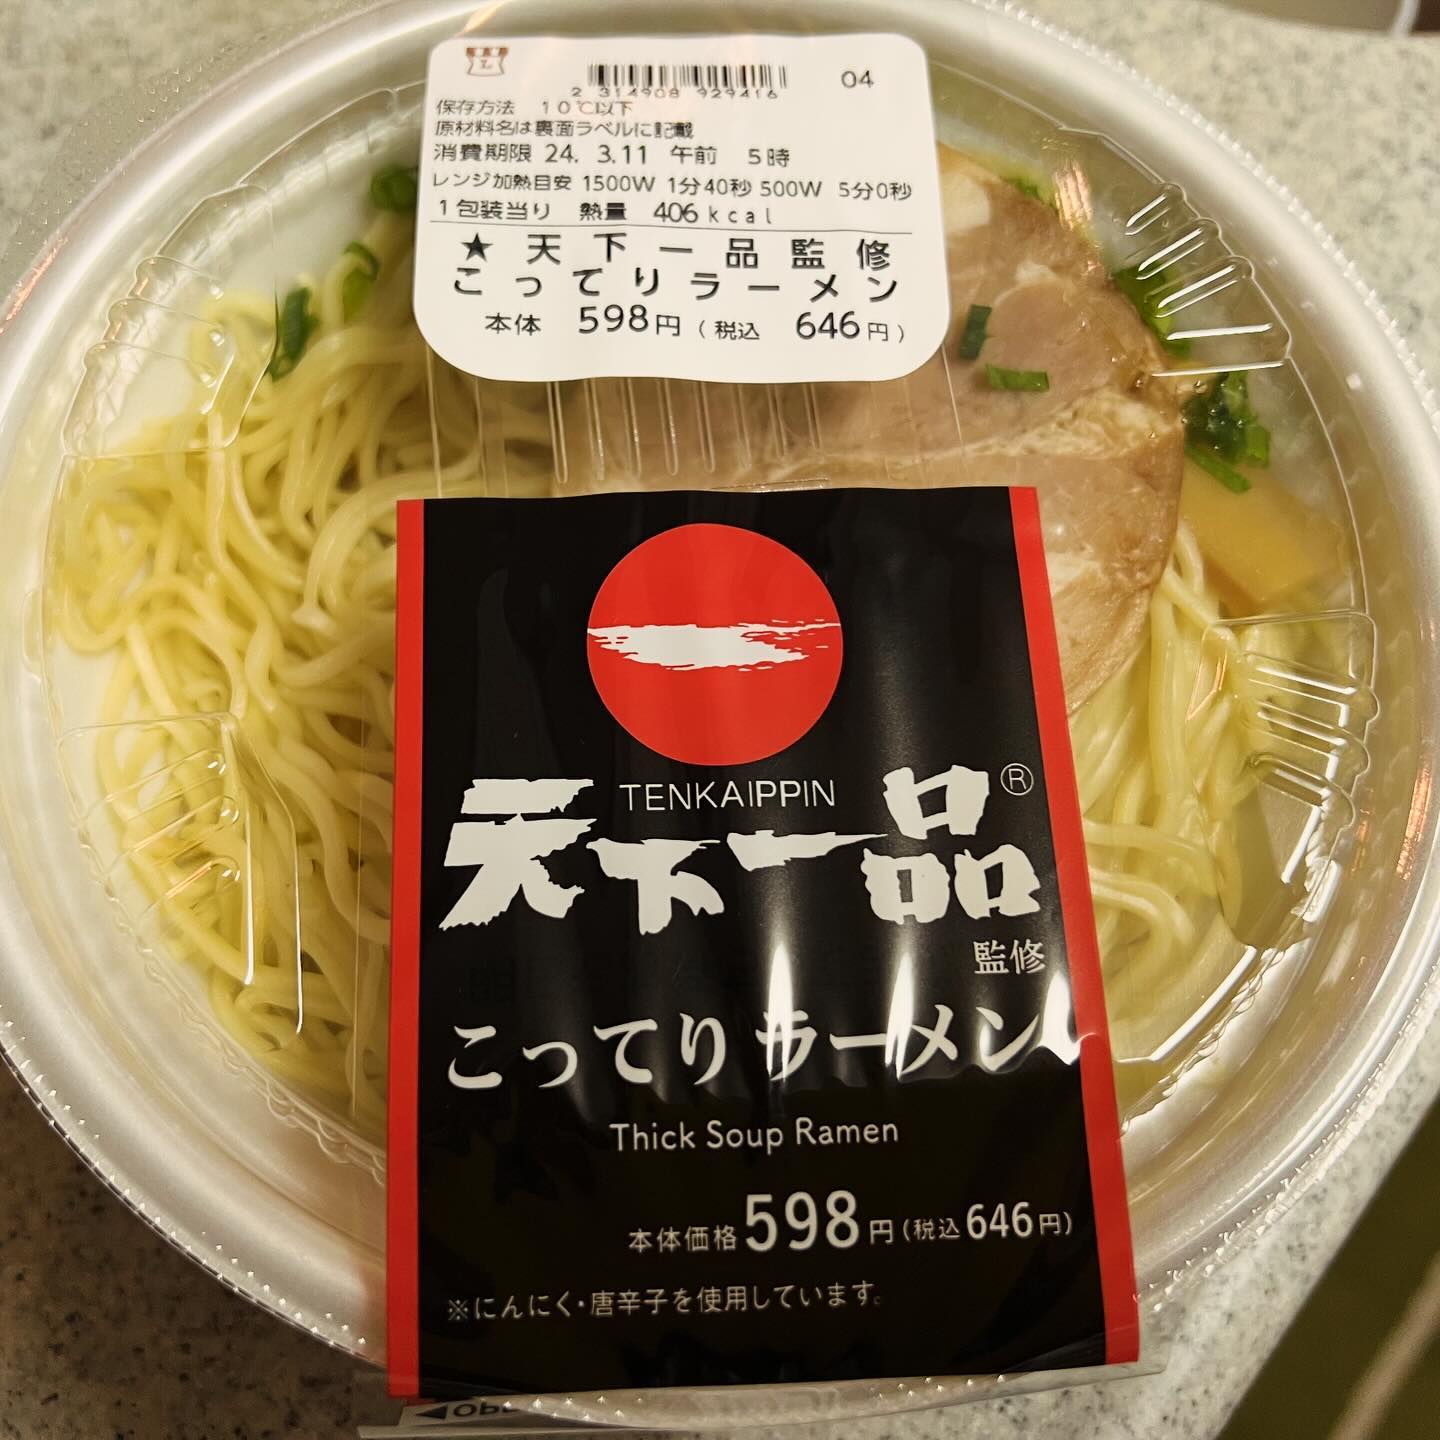 L
2 314908 929416
04
保存方法 10℃以下
原材料名は裏面ラベルに記載
消費期限 24. 3.11 午前 5時
レンジ加熱目安 1500W 1分40秒 500W 5分0秒
1包装当り 熱量 406kcal
★天下一品監修
こってりラーメン
本体 598円(税込 646円)
TENKAIPPIN
天下一品®
監修
こってりラーメン
Thick Soup Ramen
本体価格598円(税込646円)
※にんにく・唐辛子を使用しています。